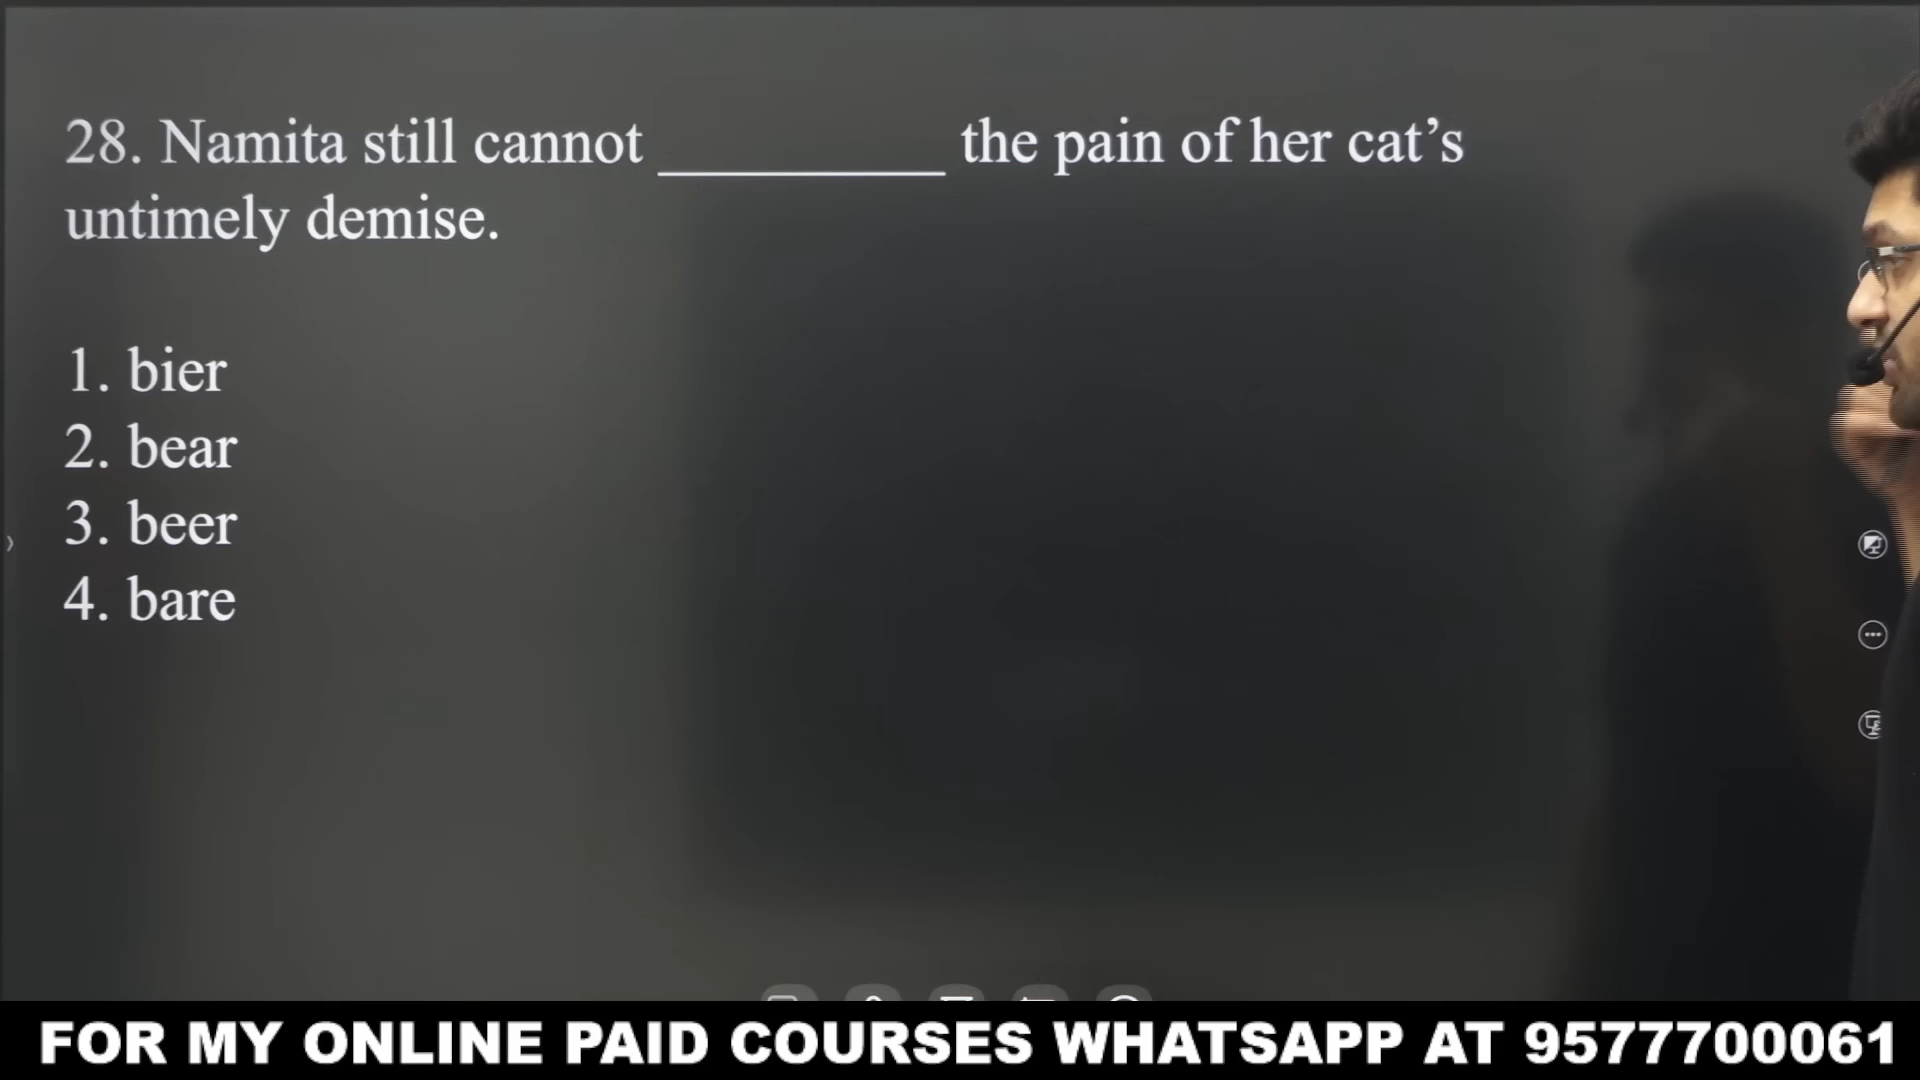 28. Namita still cannot __________ the pain of her cat’s
untimely demise.
1. bier
2. bear
3. beer
4. bare
FOR MY ONLINE PAID COURSES WHATSAPP AT 9577700061